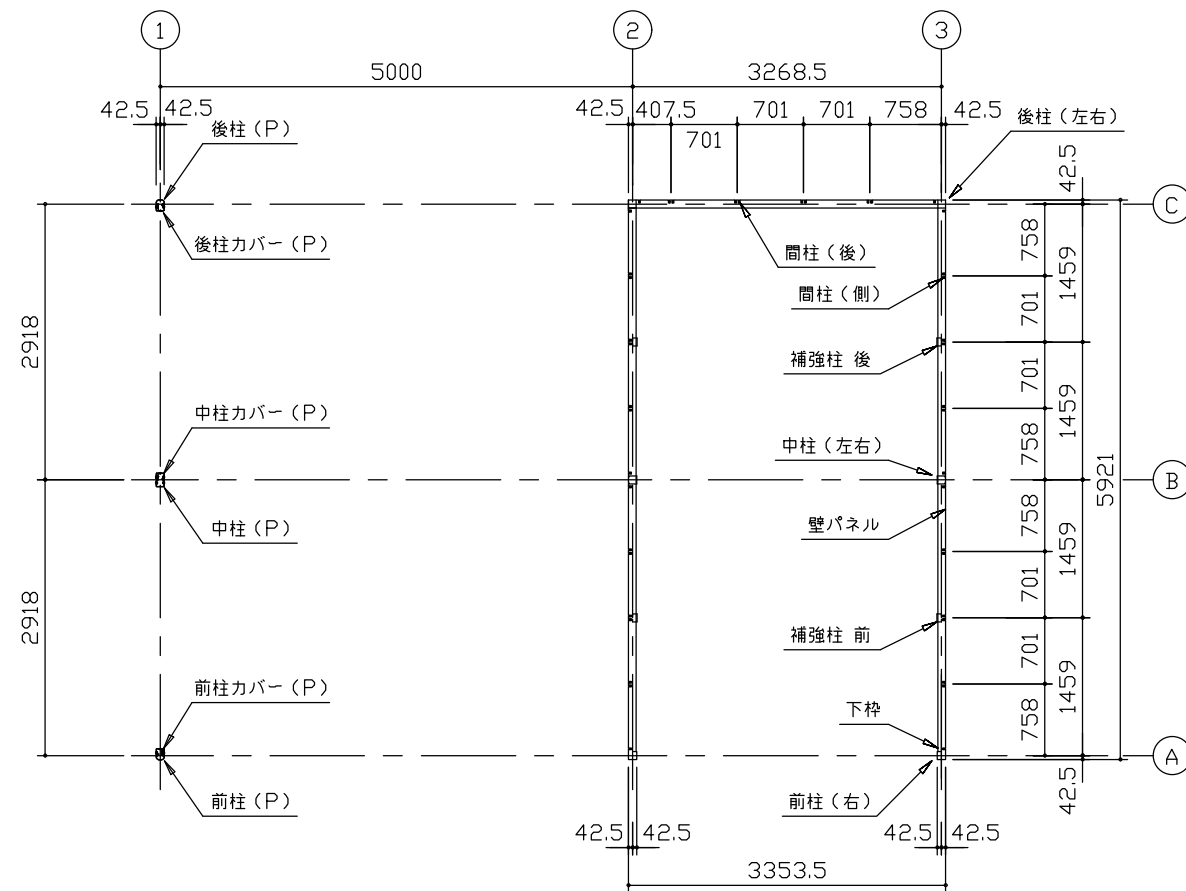 1
2
3
5000
3268.5
42.5 42.5
42.5 407.5 701 701 758 42.5
701
後柱（P）
後柱（左右）
42.5
C
後柱カバー（P）
間柱（後）
758
1459
間柱（側）
701
2918
補強柱 後
701
1459
中柱カバー（P）
中柱（左右）
758
5921
B
中柱（P）
壁パネル
758
1459
701
2918
補強柱 前
701
1459
前柱カバー（P）
下枠
758
A
前柱（P）
前柱（右）
42.5
42.5 42.5
42.5 42.5
3353.5